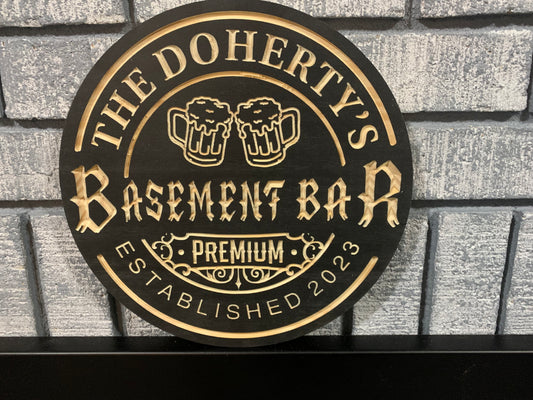 THE DOHERTY'S
BASEMENT BAR
PREMIUM
ESTABLISHED 2023